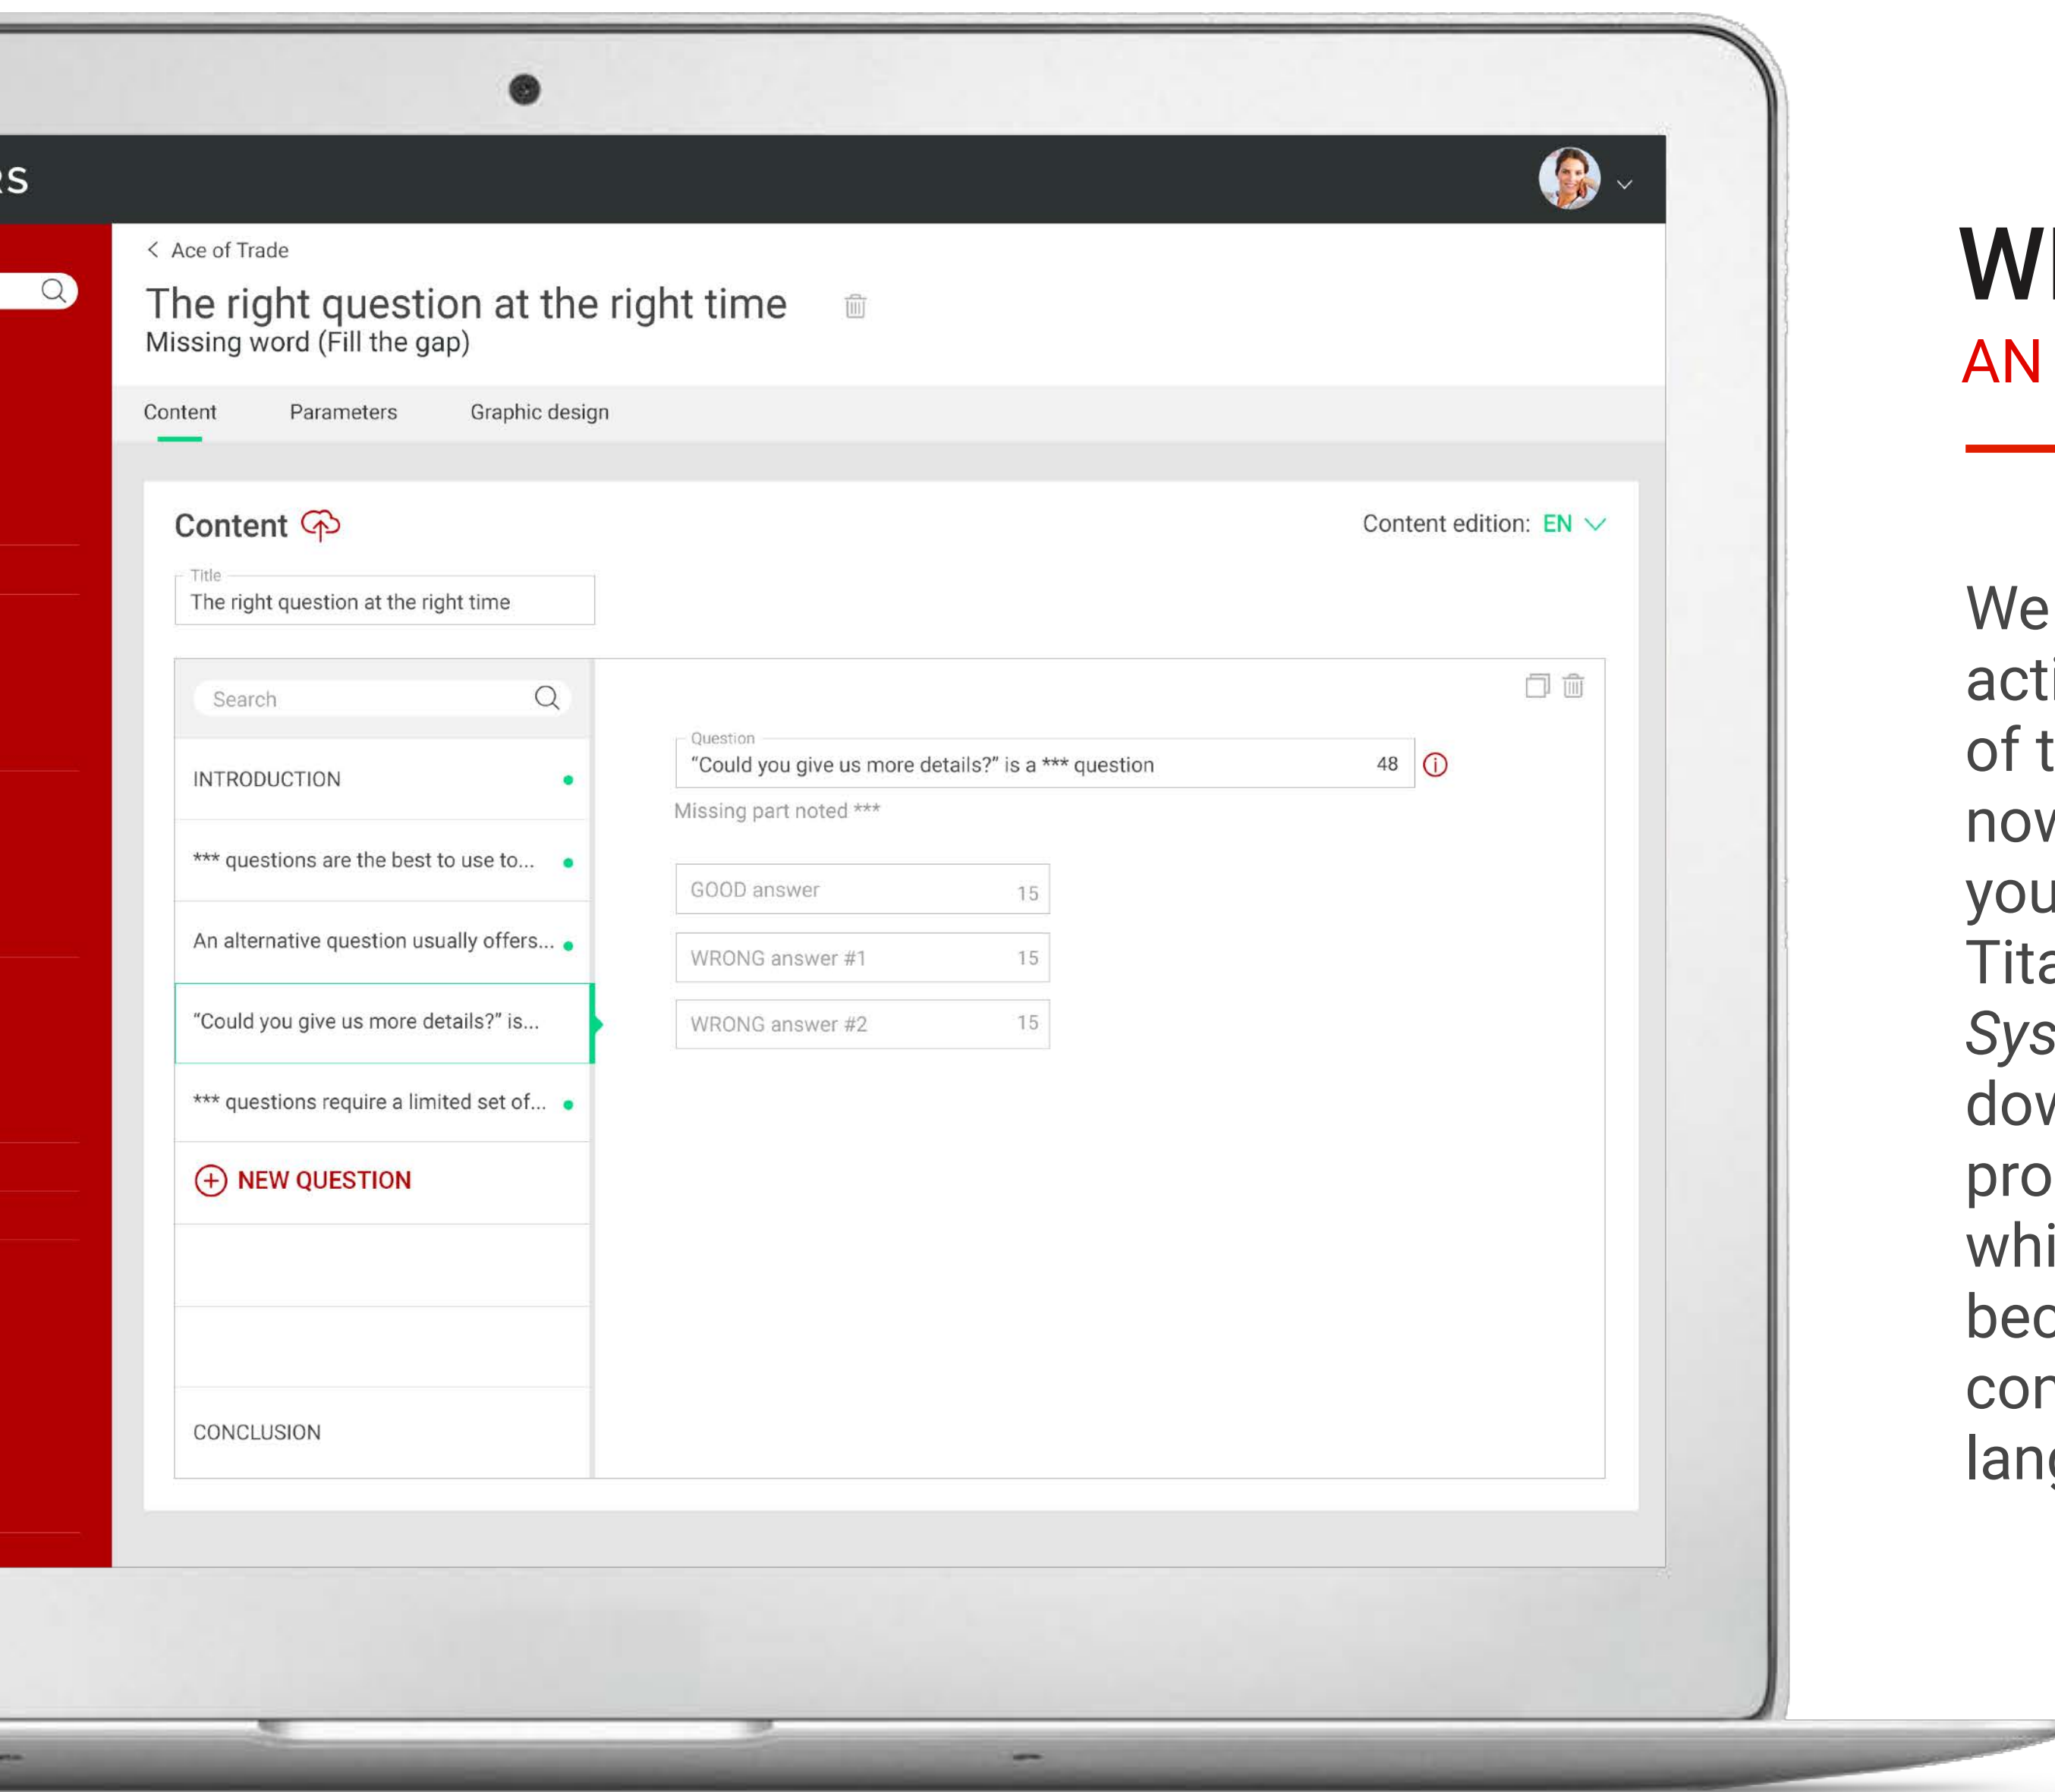 RS
< Ace of Trade
The right question at the right time
Missing word (Fill the gap)
Content Parameters Graphic design
Content
Content edition: EN
Title
The right question at the right time
Search
INTRODUCTION
*** questions are the best to use to...
An alternative question usually offers...
“Could you give us more details?” is...
*** questions require a limited set of...
NEW QUESTION
CONCLUSION
Question
“Could you give us more details?” is a *** question 48
Missing part noted ***
GOOD answer 15
WRONG answer #1 15
WRONG answer #2 15
AN
We
of t